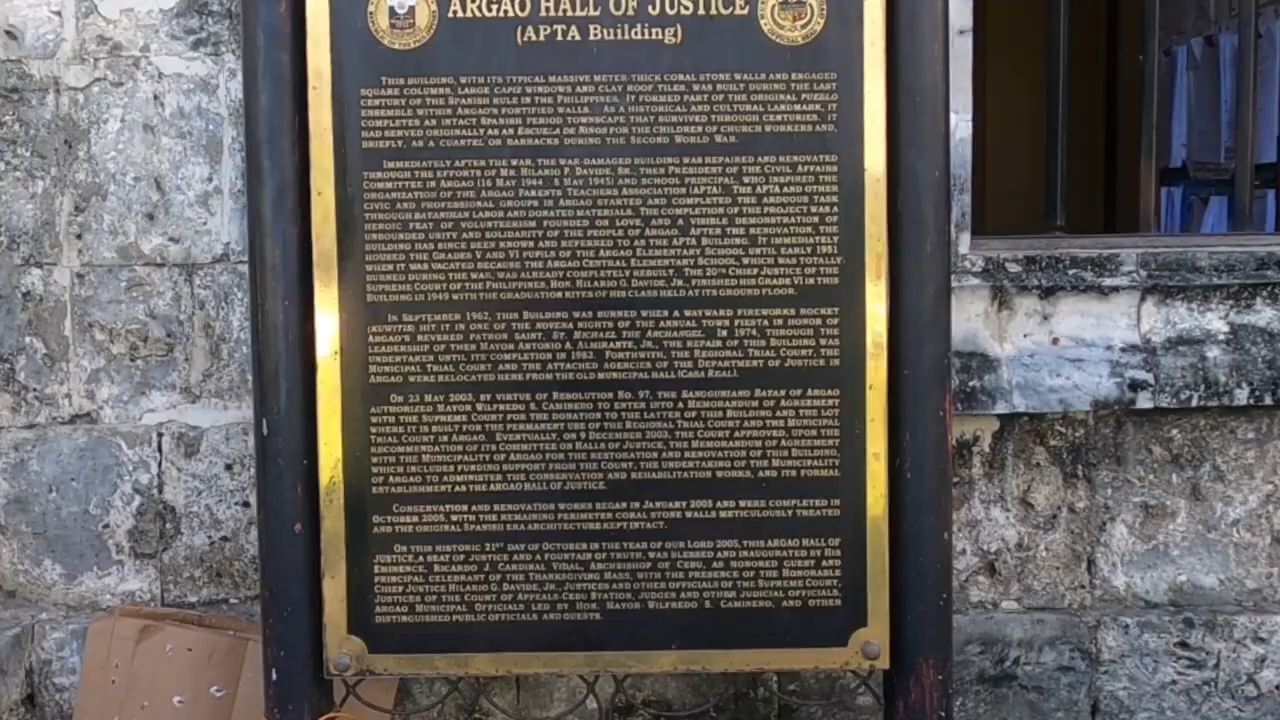 ARGAO HALL OF JUSTICE
(APTA Building)
THIS BUILDING, WITH ITS TYPICAL MASSIVE METER-THICK CORAL STONE WALLS AND ENGAGED
SQUARE COLUMNS, LARGE CAPIZ WINDOWS AND CLAY ROOF TILES, WAS BUILT DURING THE LAST
CENTURY OF THE SPANISH RULE IN THE PHILIPPINES. IT FORMED PART OF THE ORIGINAL PUEBLO
ENSEMBLE WITHIN ARGAO'S FORTIFIED WALLS. AS A HISTORICAL AND CULTURAL LANDMARK, IT
COMPLETES AN INTACT SPANISH PERIOD TOWNSCAPE THAT SURVIVED THROUGH CENTURIES. IT
HAD SERVED ORIGINALLY AS AN ESCUELA DE NINOS FOR THE CHILDREN OF CHURCH WORKERS AND,
BRIEFLY, AS A CUARTEL OR BARRACKS DURING THE SECOND WORLD WAR.
IMMEDIATELY AFTER THE WAR, THE WAR-DAMAGED BUILDING WAS REPAIRED AND RENOVATED
THROUGH THE EFFORTS OF MR. HILARIO P. DAVIDE, SR., THEN PRESIDENT OF THE CIVIL AFFAIRS
COMMITTEE IN ARGAO (16 MAY 1944 - 8 MAY 1945) AND SCHOOL PRINCIPAL, WHO INSPIRED THE
ORGANIZATION OF THE ARGAO PARENTS TEACHERS ASSOCIATION (APTA). THE APTA AND OTHER
CIVIC AND PROFESSIONAL GROUPS IN ARGAO STARTED AND COMPLETED THE ARDUOUS TASK
THROUGH BAYANIHAN LABOR AND DONATED MATERIALS. THE COMPLETION OF THE PROJECT WAS A
HEROIC FEAT OF VOLUNTEERISM FOUNDED ON LOVE, AND A VISIBLE DEMONSTRATION OF
UNBOUNDED UNITY AND SOLIDARITY OF THE PEOPLE OF ARGAO. AFTER THE RENOVATION, THE
BUILDING HAS SINCE BEEN KNOWN AND REFERRED TO AS THE APTA BUILDING. IT IMMEDIATELY
HOUSED THE GRADES V AND VI PUPILS OF THE ARGAO ELEMENTARY SCHOOL UNTIL EARLY 1951
WHEN IT WAS VACATED BECAUSE THE ARGAO CENTRAL ELEMENTARY SCHOOL, WHICH WAS TOTALLY
BURNED DURING THE WAR, WAS ALREADY COMPLETELY REBUILT. THE 20TH CHIEF JUSTICE OF THE
SUPREME COURT OF THE PHILIPPINES, HON. HILARIO G. DAVIDE, JR., FINISHED HIS GRADE VI IN THIS
BUILDING IN 1949 WITH THE GRADUATION RITES OF HIS CLASS HELD AT ITS GROUND FLOOR.
IN SEPTEMBER 1962, THIS BUILDING WAS BURNED WHEN A WAYWARD FIREWORKS ROCKET
(KUWITIS) HIT IT IN ONE OF THE NOVENA NIGHTS OF THE ANNUAL TOWN FIESTA IN HONOR OF
ARGAO'S REVERED PATRON SAINT, ST. MICHAEL THE ARCHANGEL. IN 1974, THROUGH THE
LEADERSHIP OF THEN MAYOR ANTONIO A. ALMIRANTE, JR., THE REPAIR OF THIS BUILDING WAS
UNDERTAKEN UNTIL ITS COMPLETION IN 1983. FORTHWITH, THE REGIONAL TRIAL COURT, THE
MUNICIPAL TRIAL COURT AND THE ATTACHED AGENCIES OF THE DEPARTMENT OF JUSTICE IN
ARGAO WERE RELOCATED HERE FROM THE OLD MUNICIPAL HALL (CASA REAL).
ON 23 MAY 2003, BY VIRTUE OF RESOLUTION NO. 97, THE SANGGUNIANG BAYAN OF ARGAO
AUTHORIZED MAYOR WILFREDO S. CAMINERO TO ENTER INTO A MEMORANDUM OF AGREEMENT
WITH THE SUPREME COURT FOR THE DONATION TO THE LATTER OF THIS BUILDING AND THE LOT
WHERE IT IS BUILT FOR THE PERMANENT USE OF THE REGIONAL TRIAL COURT AND THE MUNICIPAL
TRIAL COURT IN ARGAO. EVENTUALLY, ON 9 DECEMBER 2003, THE COURT APPROVED, UPON THE
RECOMMENDATION OF ITS COMMITTEE ON HALLS OF JUSTICE, THE MEMORANDUM OF AGREEMENT
WITH THE MUNICIPALITY OF ARGAO FOR THE RESTORATION AND RENOVATION OF THIS BUILDING,
WHICH INCLUDES FUNDING SUPPORT FROM THE COURT, THE UNDERTAKING OF THE MUNICIPALITY
OF ARGAO TO ADMINISTER THE CONSERVATION AND REHABILITATION WORKS, AND ITS FORMAL
ESTABLISHMENT AS THE ARGAO HALL OF JUSTICE.
CONSERVATION AND RENOVATION WORKS BEGAN IN JANUARY 2005 AND WERE COMPLETED IN
OCTOBER 2005, WITH THE REMAINING PERIMETER CORAL STONE WALLS METICULOUSLY TREATED
AND THE ORIGINAL SPANISH ERA ARCHITECTURE KEPT INTACT.
ON THIS HISTORIC 21ST DAY OF OCTOBER IN THE YEAR OF OUR LORD 2005, THIS ARGAO HALL OF
JUSTICE, A SEAT OF JUSTICE AND A FOUNTAIN OF TRUTH, WAS BLESSED AND INAUGURATED BY HIS
EMINENCE, RICARDO J. CARDINAL VIDAL, ARCHBISHOP OF CEBU, AS HONORED GUEST AND
PRINCIPAL CELEBRANT OF THE THANKSGIVING MASS, WITH THE PRESENCE OF THE HONORABLE
CHIEF JUSTICE HILARIO G. DAVIDE, JR., JUSTICES AND OTHER OFFICIALS OF THE SUPREME COURT,
JUSTICES OF THE COURT OF APPEALS-CEBU STATION, JUDGES AND OTHER JUDICIAL OFFICIALS,
ARGAO MUNICIPAL OFFICIALS LED BY HON. MAYOR WILFREDO S. CAMINERO, AND OTHER
DISTINGUISHED PUBLIC OFFICIALS AND GUESTS.